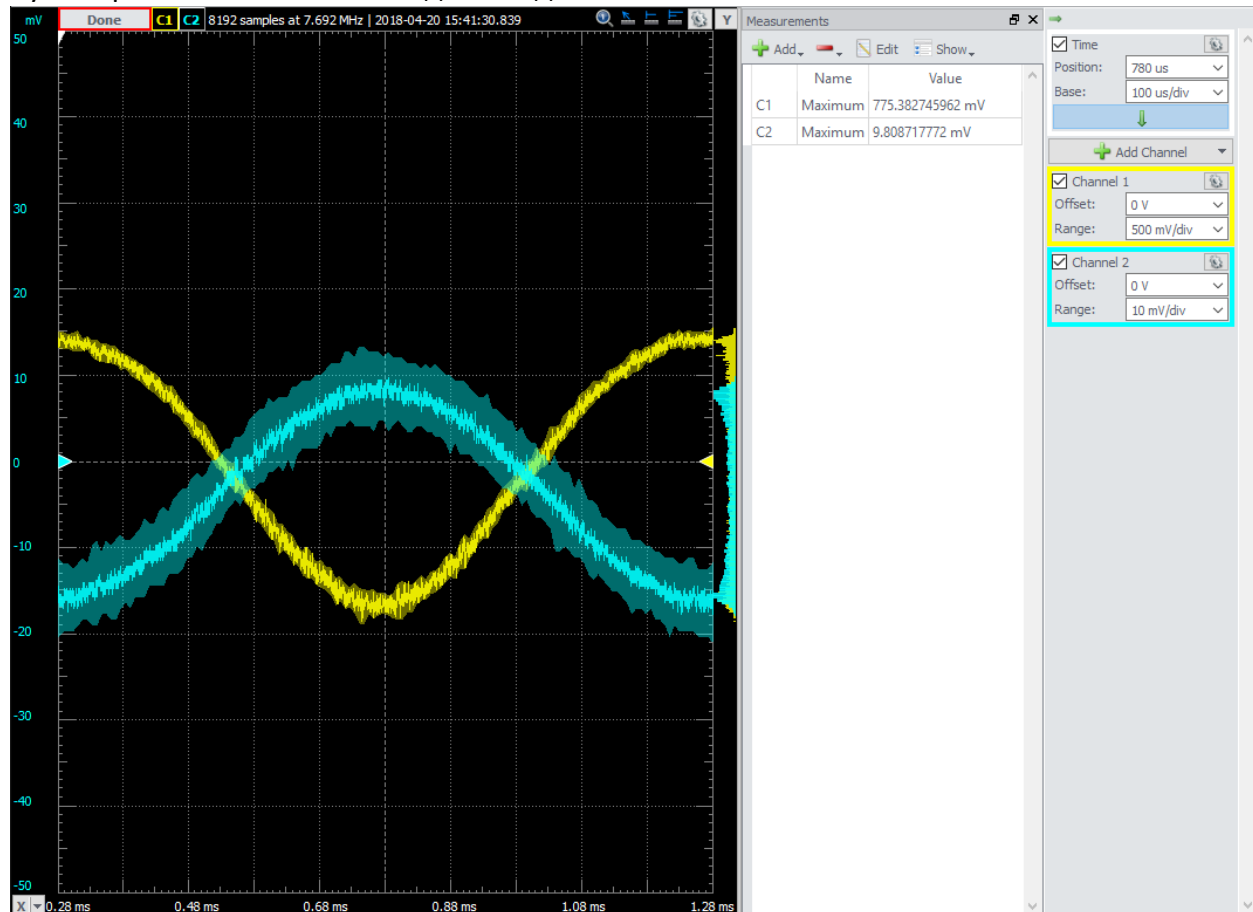 mV Done C1 C2 8192 samples at 7.692 MHz | 2018-04-20 15:41:30.839 Y
50
40
30
20
10
0
-10
-20
-30
-40
-50
X 0.28 ms 0.48 ms 0.68 ms 0.88 ms 1.08 ms 1.28 ms
Measurements
Add Edit Show
Name Value
C1 Maximum 775.382745962 mV
C2 Maximum 9.808717772 mV
Time
Position: 780 us
Base: 100 us/div
Add Channel
Channel 1
Offset: 0 V
Range: 500 mV/div
Channel 2
Offset: 0 V
Range: 10 mV/div